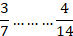 3/7 … … … 4/14